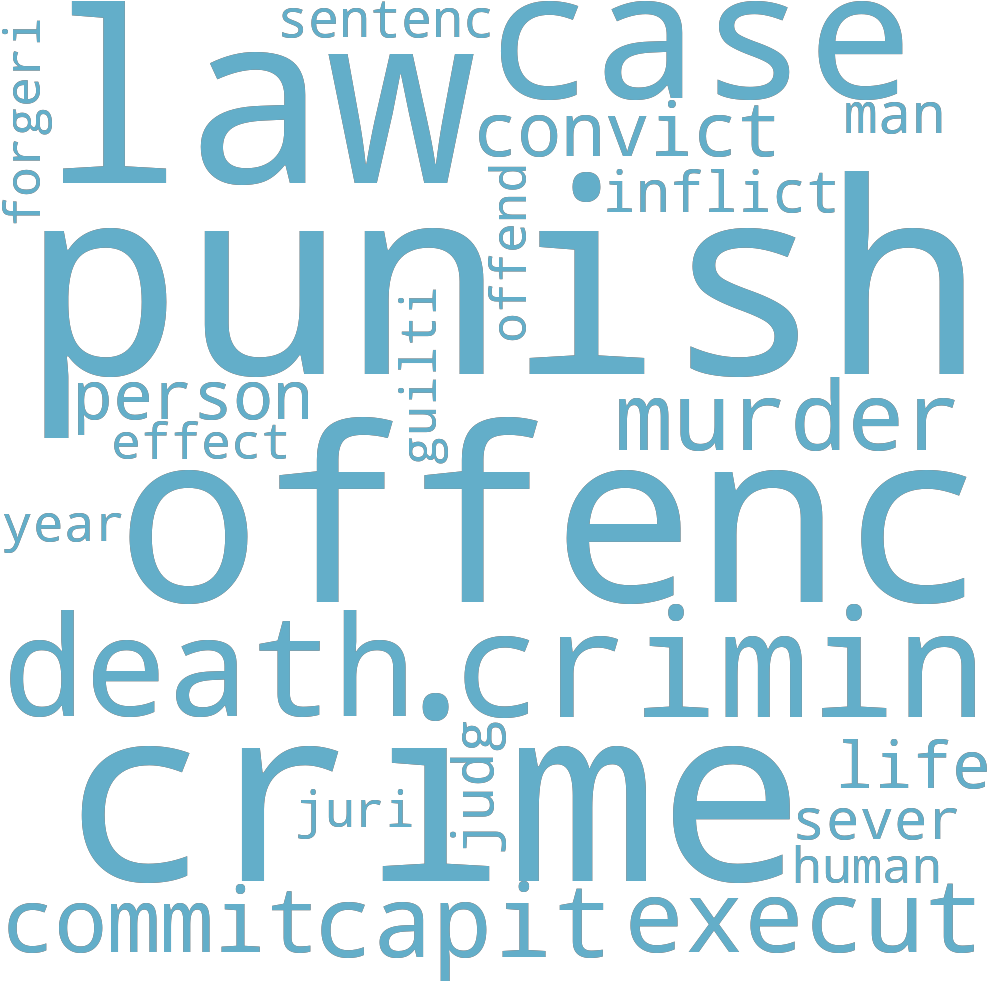 forgeri
law
sentenc
case
convict
man
offend
inflict
punish
guilti
person
effect
murder
year
offenc
death
crimin
crime
juri
judg
life
sever
human
commit
capit
execut